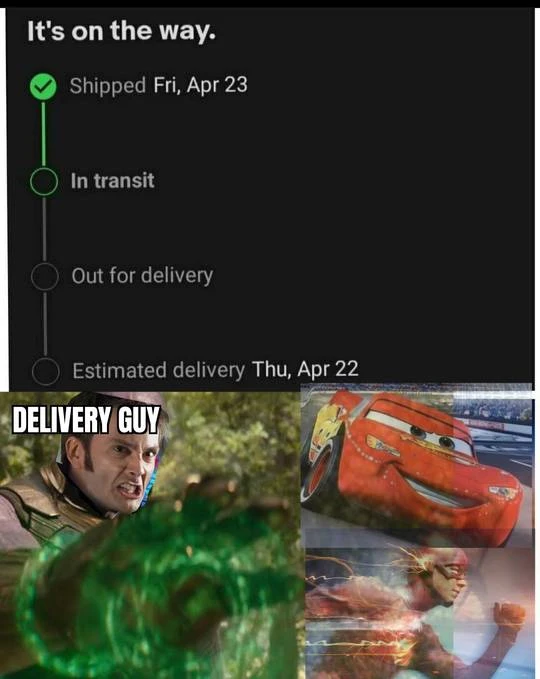 It's on the way.
Shipped Fri, Apr 23
In transit
Out for delivery
Estimated delivery Thu, Apr 22
DELIVERY GUY